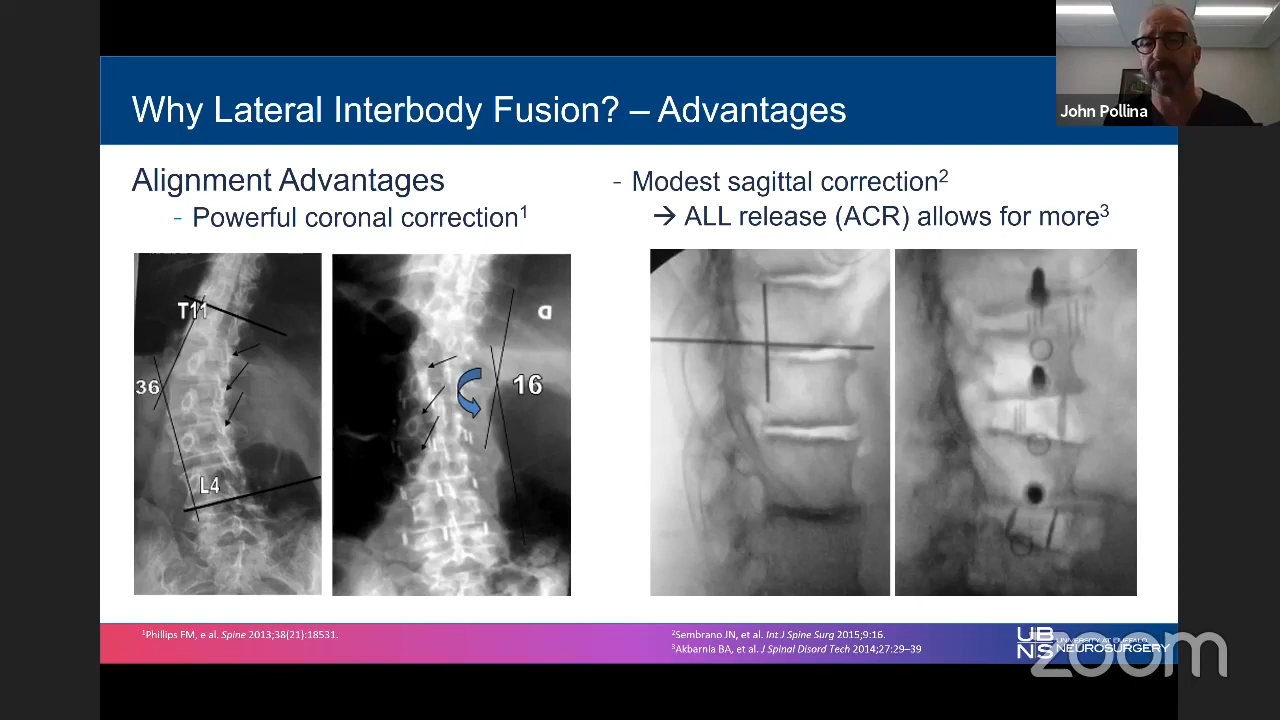 John Pollina
Why Lateral Interbody Fusion? – Advantages
Alignment Advantages
- Powerful coronal correction1
- Modest sagittal correction2
→ ALL release (ACR) allows for more3
T11
36
L4
a
16
1Phillips FM, e al. Spine 2013;38(21):18531.
2Sembrano JN, et al. Int J Spine Surg 2015;9:16.
3Akbarnia BA, et al. J Spinal Disord Tech 2014;27:29–39
UB
NS
UNIVERSITY AT BUFFALO
NEUROSURGERY
zoom